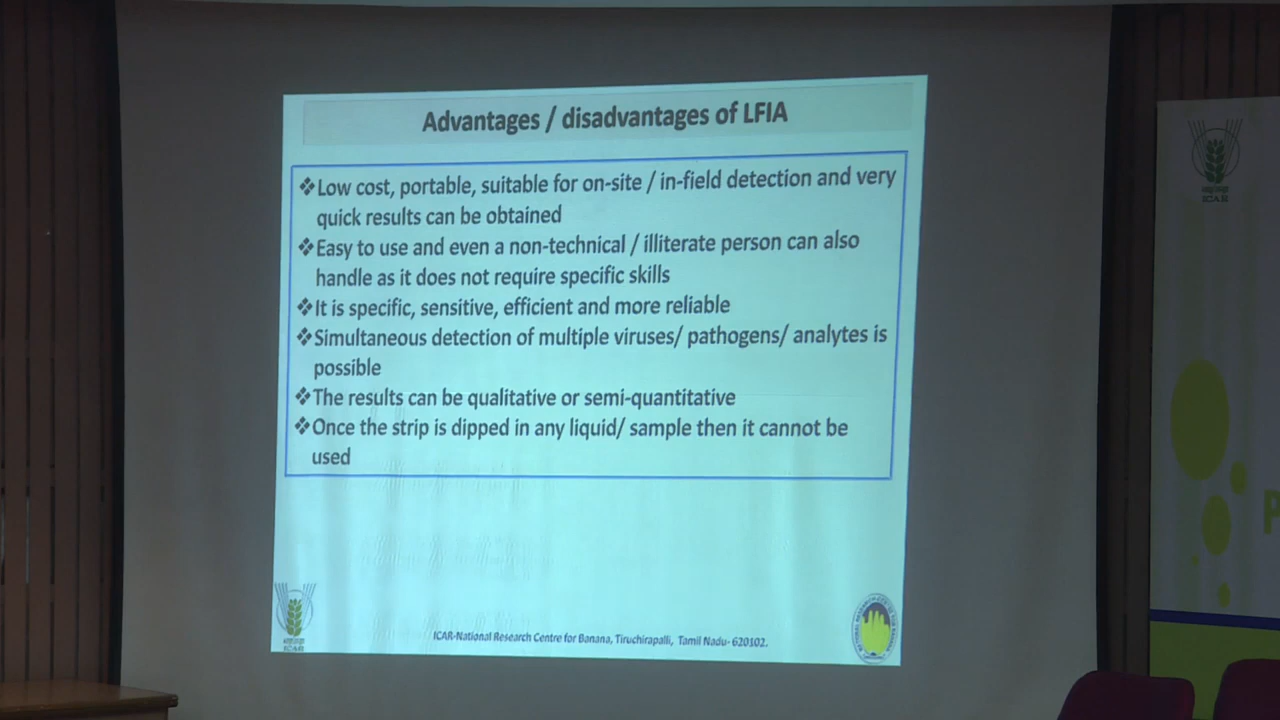 Advantages / disadvantages of LFIA
❖Low cost, portable, suitable for on-site / in-field detection and very
quick results can be obtained
❖Easy to use and even a non-technical / illiterate person can also
handle as it does not require specific skills
❖It is specific, sensitive, efficient and more reliable
❖Simultaneous detection of multiple viruses/ pathogens/ analytes is
possible
❖The results can be qualitative or semi-quantitative
❖Once the strip is dipped in any liquid/ sample then it cannot be
used
ICAR
ICAR-National Research Centre for Banana, Tiruchirapalli, Tamil Nadu- 620102.
ICAR
P